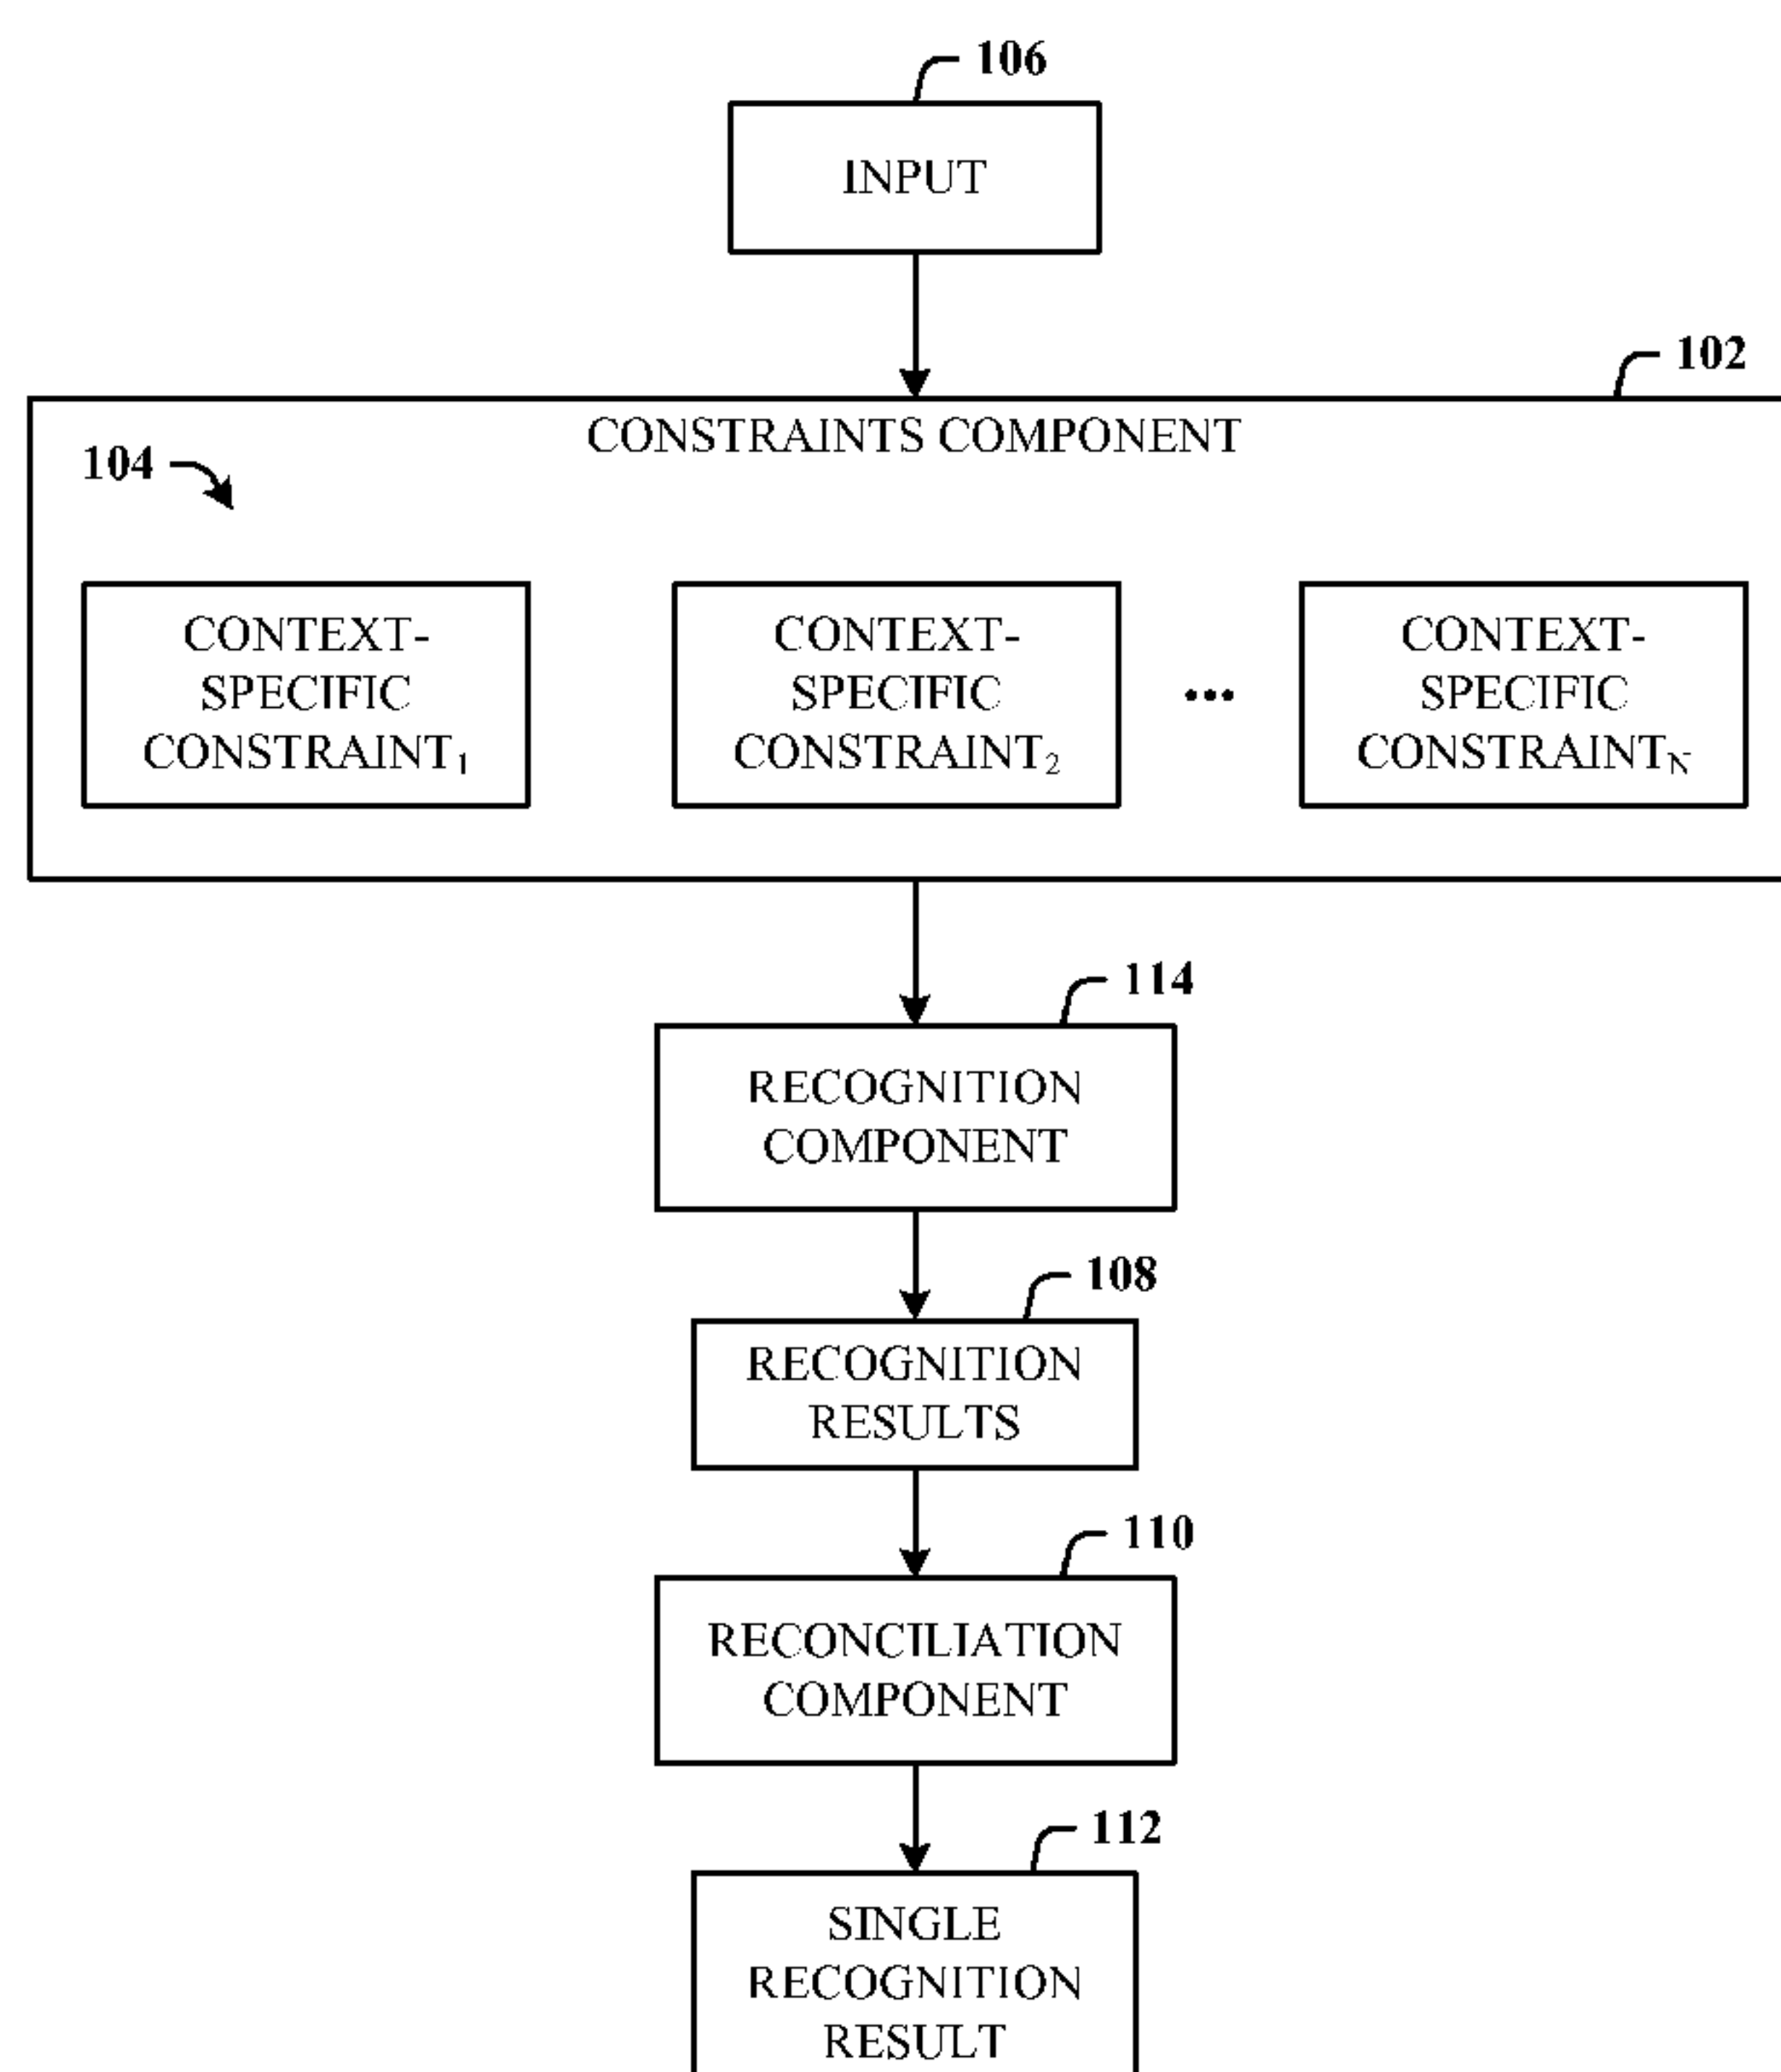 106
INPUT
102
CONSTRAINTS COMPONENT
104
CONTEXT-
SPECIFIC
CONSTRAINT₁
CONTEXT-
SPECIFIC
CONSTRAINT₂
•••
CONTEXT-
SPECIFIC
CONSTRAINT_N
114
RECOGNITION
COMPONENT
108
RECOGNITION
RESULTS
110
RECONCILIATION
COMPONENT
112
SINGLE
RECOGNITION
RESULT